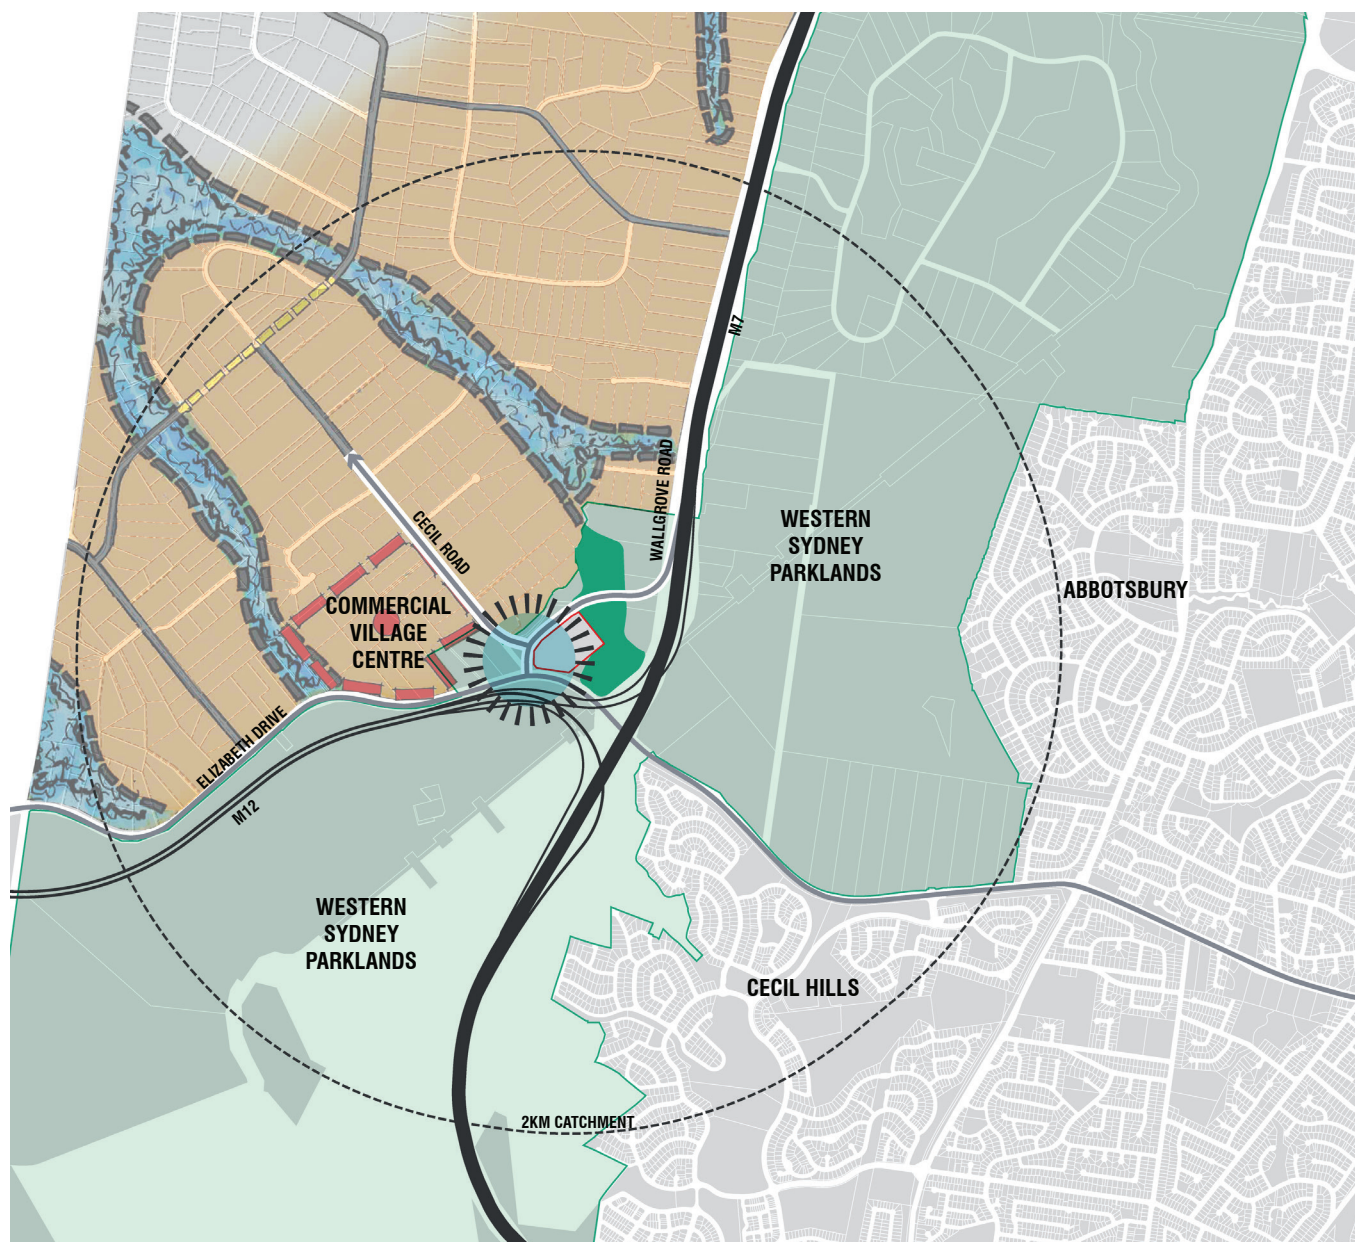 M7
WALLGROVE ROAD
CECIL ROAD
WESTERN
SYDNEY
PARKLANDS
ABBOTSBURY
COMMERCIAL
VILLAGE
CENTRE
ELIZABETH DRIVE
M12
WESTERN
SYDNEY
PARKLANDS
CECIL HILLS
2KM CATCHMENT